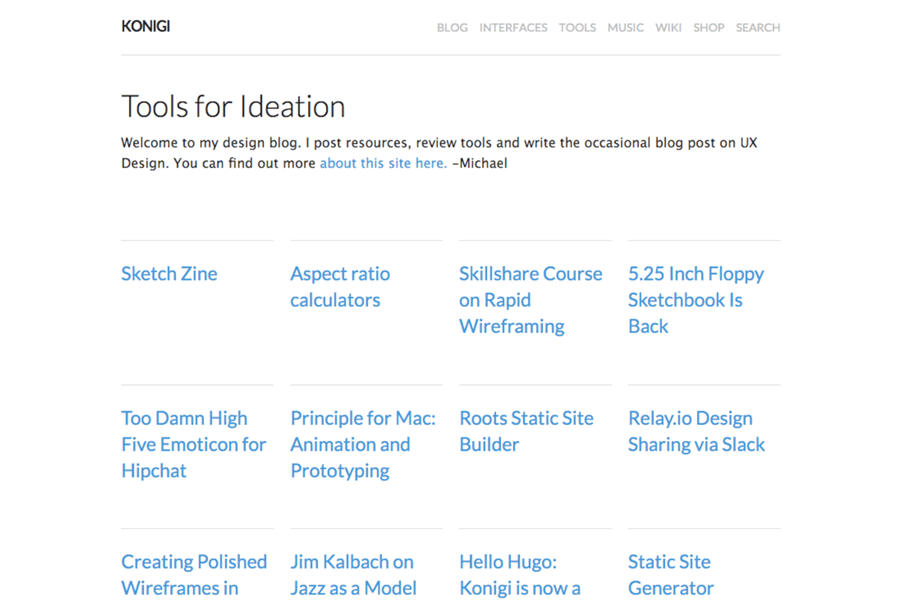 KONIGI
BLOG INTERFACES TOOLS MUSIC WIKI SHOP SEARCH
Tools for Ideation
Welcome to my design blog. I post resources, review tools and write the occasional blog post on UX
Design. You can find out more about this site here. –Michael
Sketch Zine
Aspect ratio
calculators
Skillshare Course
on Rapid
Wireframing
5.25 Inch Floppy
Sketchbook Is
Back
Too Damn High
Five Emoticon for
Hipchat
Principle for Mac:
Animation and
Prototyping
Roots Static Site
Builder
Relay.io Design
Sharing via Slack
Creating Polished
Wireframes in
Jim Kalbach on
Jazz as a Model
Hello Hugo:
Konigi is now a
Static Site
Generator